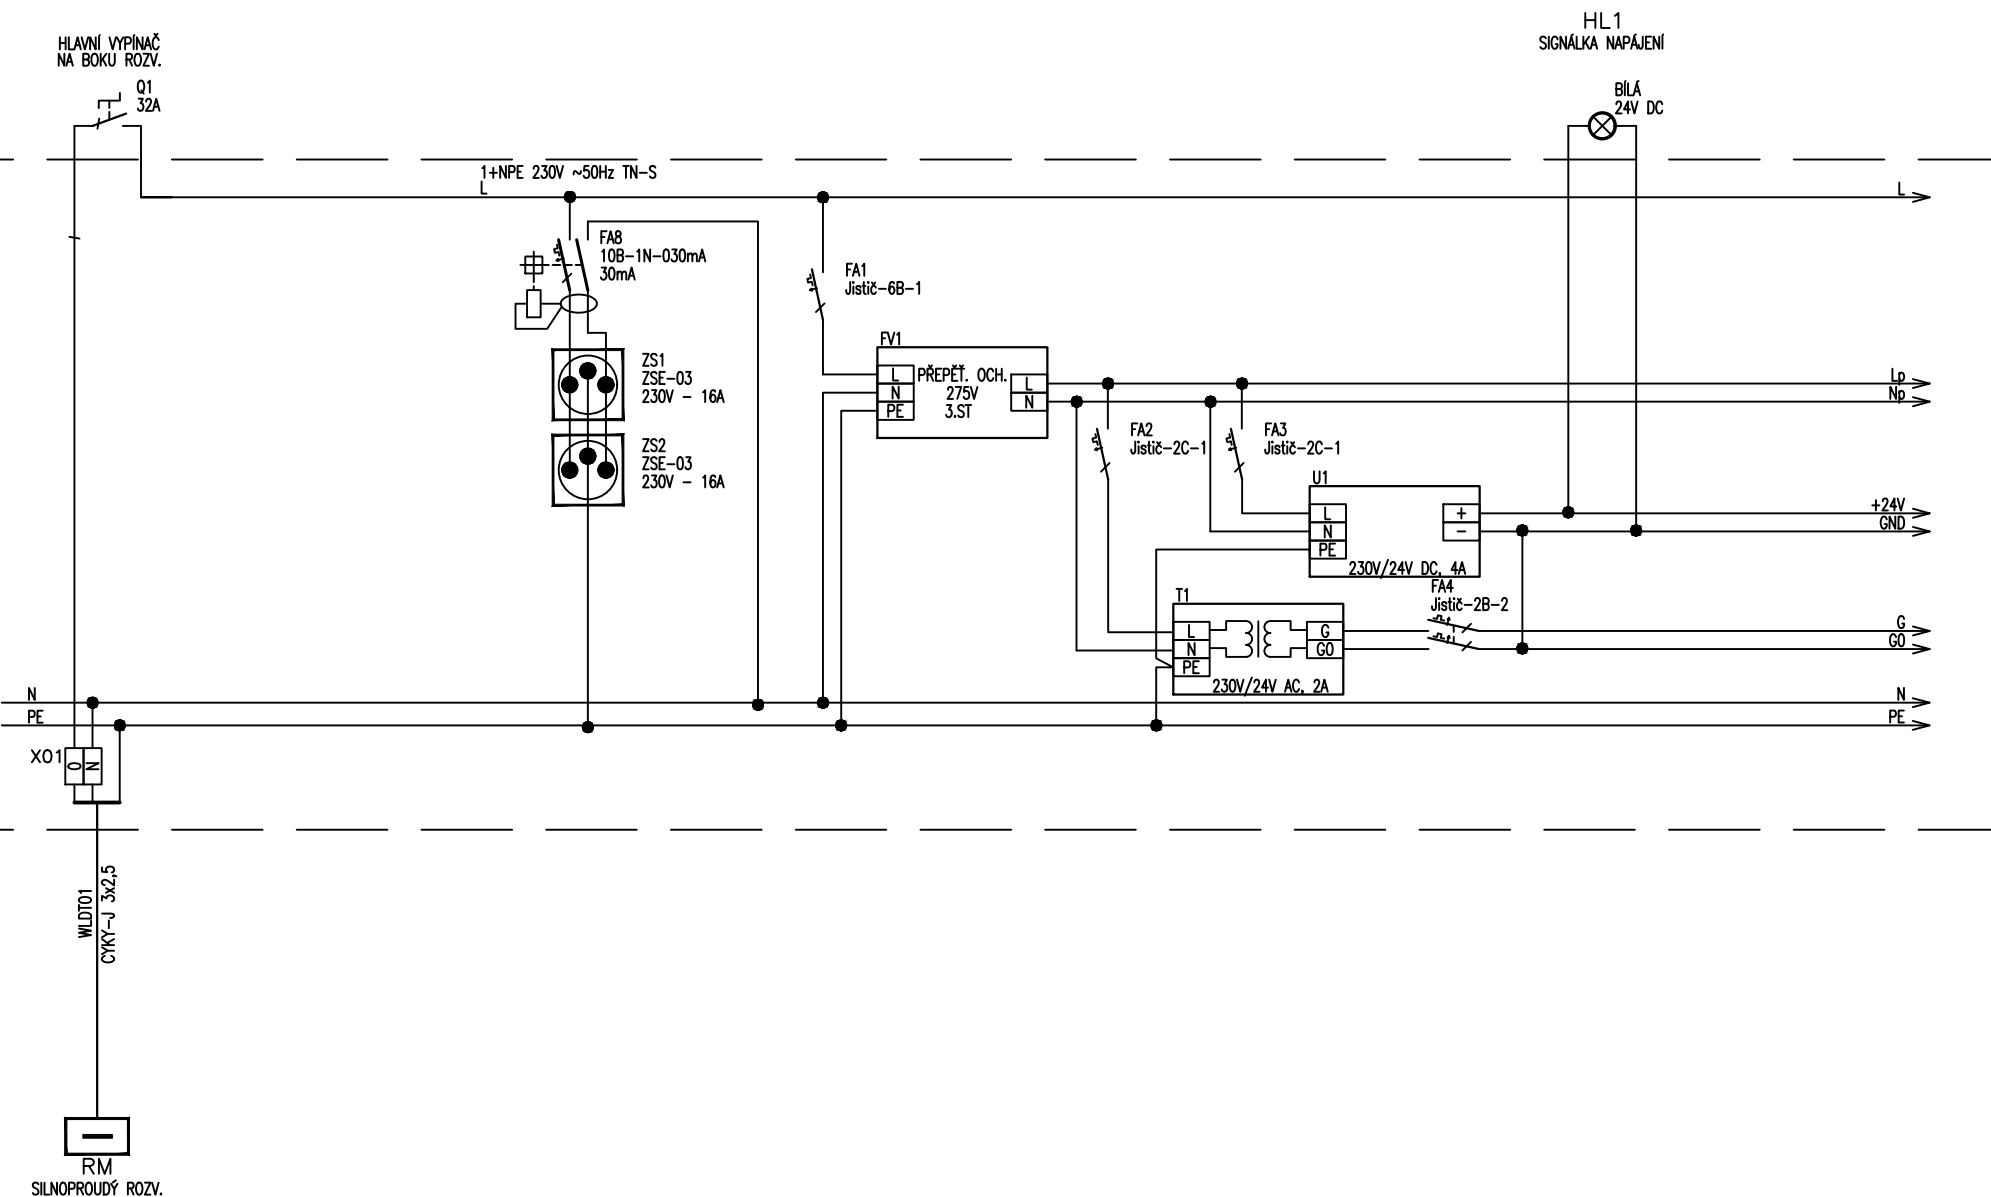 HL1
SIGNÁLKA NAPÁJENÍ
HLAVNÍ VYPÍNAČ
NA BOKU ROZV.
Q1
32A
BÍLÁ
24V DC
1+NPE 230V ~50Hz TN-S
L
L
FA8
10B-1N-030mA
30mA
FA1
Jistič-6B-1
FV1
L
N
PE
PŘEPĚŤ. OCH.
275V
3.ST
L
N
Lp
Np
ZS1
ZSE-03
230V - 16A
ZS2
ZSE-03
230V - 16A
FA2
Jistič-2C-1
FA3
Jistič-2C-1
U1
L
N
PE
+
-
230V/24V DC, 4A
+24V
GND
FA4
Jistič-2B-2
T1
L
N
PE
G
G0
230V/24V AC, 2A
G
G0
N
PE
N
PE
X01
O
N
WLDT01
CYKY-J 3x2,5
RM
SILNOPROUDÝ ROZV.